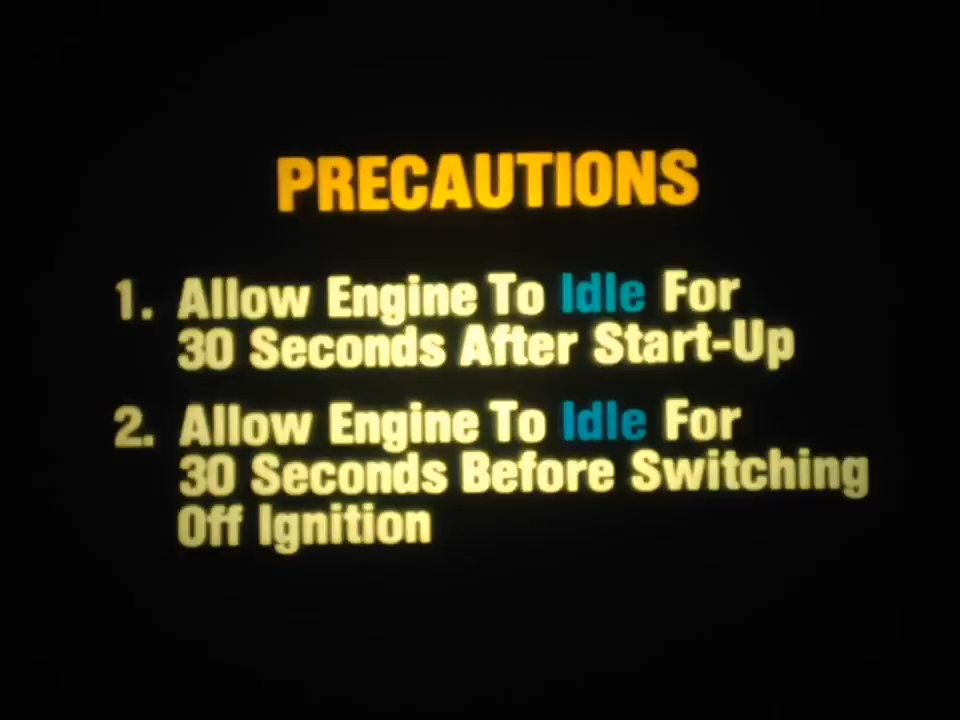 PRECAUTIONS
1. Allow Engine To Idle For
30 Seconds After Start-Up
2. Allow Engine To Idle For
30 Seconds Before Switching
Off Ignition